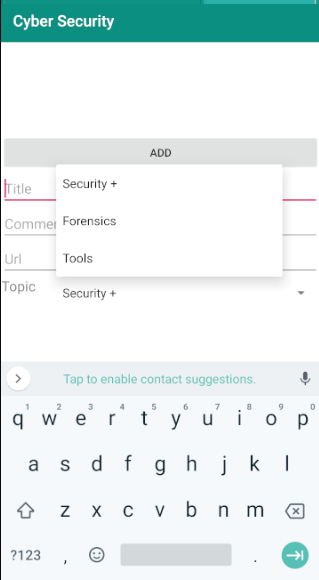 Cyber Security
ADD
Title
Security +
Forensics
Commen
Url
Tools
Topic
Security +
Tap to enable contact suggestions.
1 2 3 4 5 6 7 8 9 0
q w e r t y u i o p
a s d f g h j k l
z x c v b n m
?123 , .